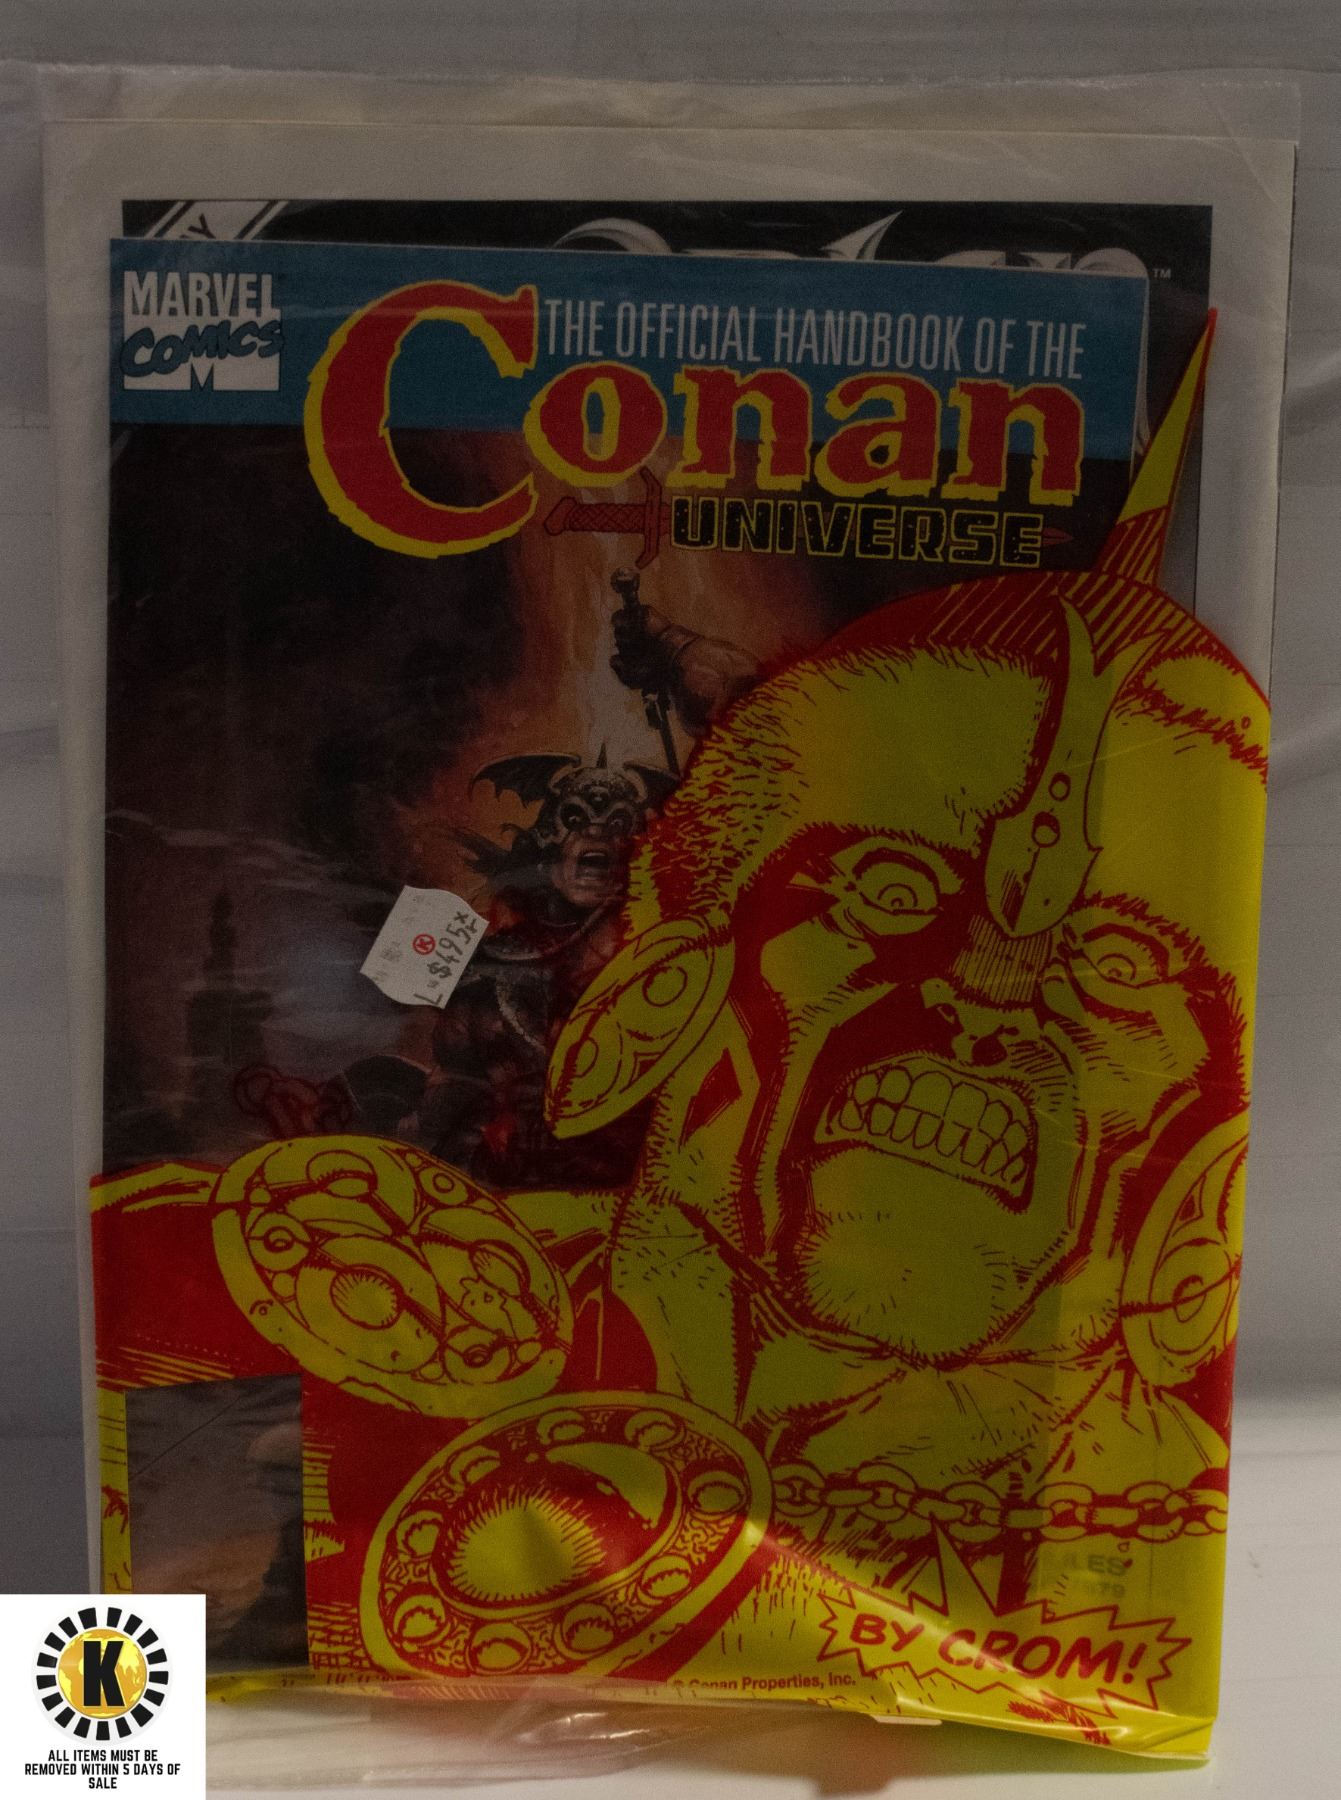 ™
MARVEL
COMICS
M
THE OFFICIAL HANDBOOK OF THE
Conan
UNIVERSE
K
$4.95
BY CROM!
© Conan Properties, Inc.
K
ALL ITEMS MUST BE
REMOVED WITHIN 5 DAYS OF
SALE